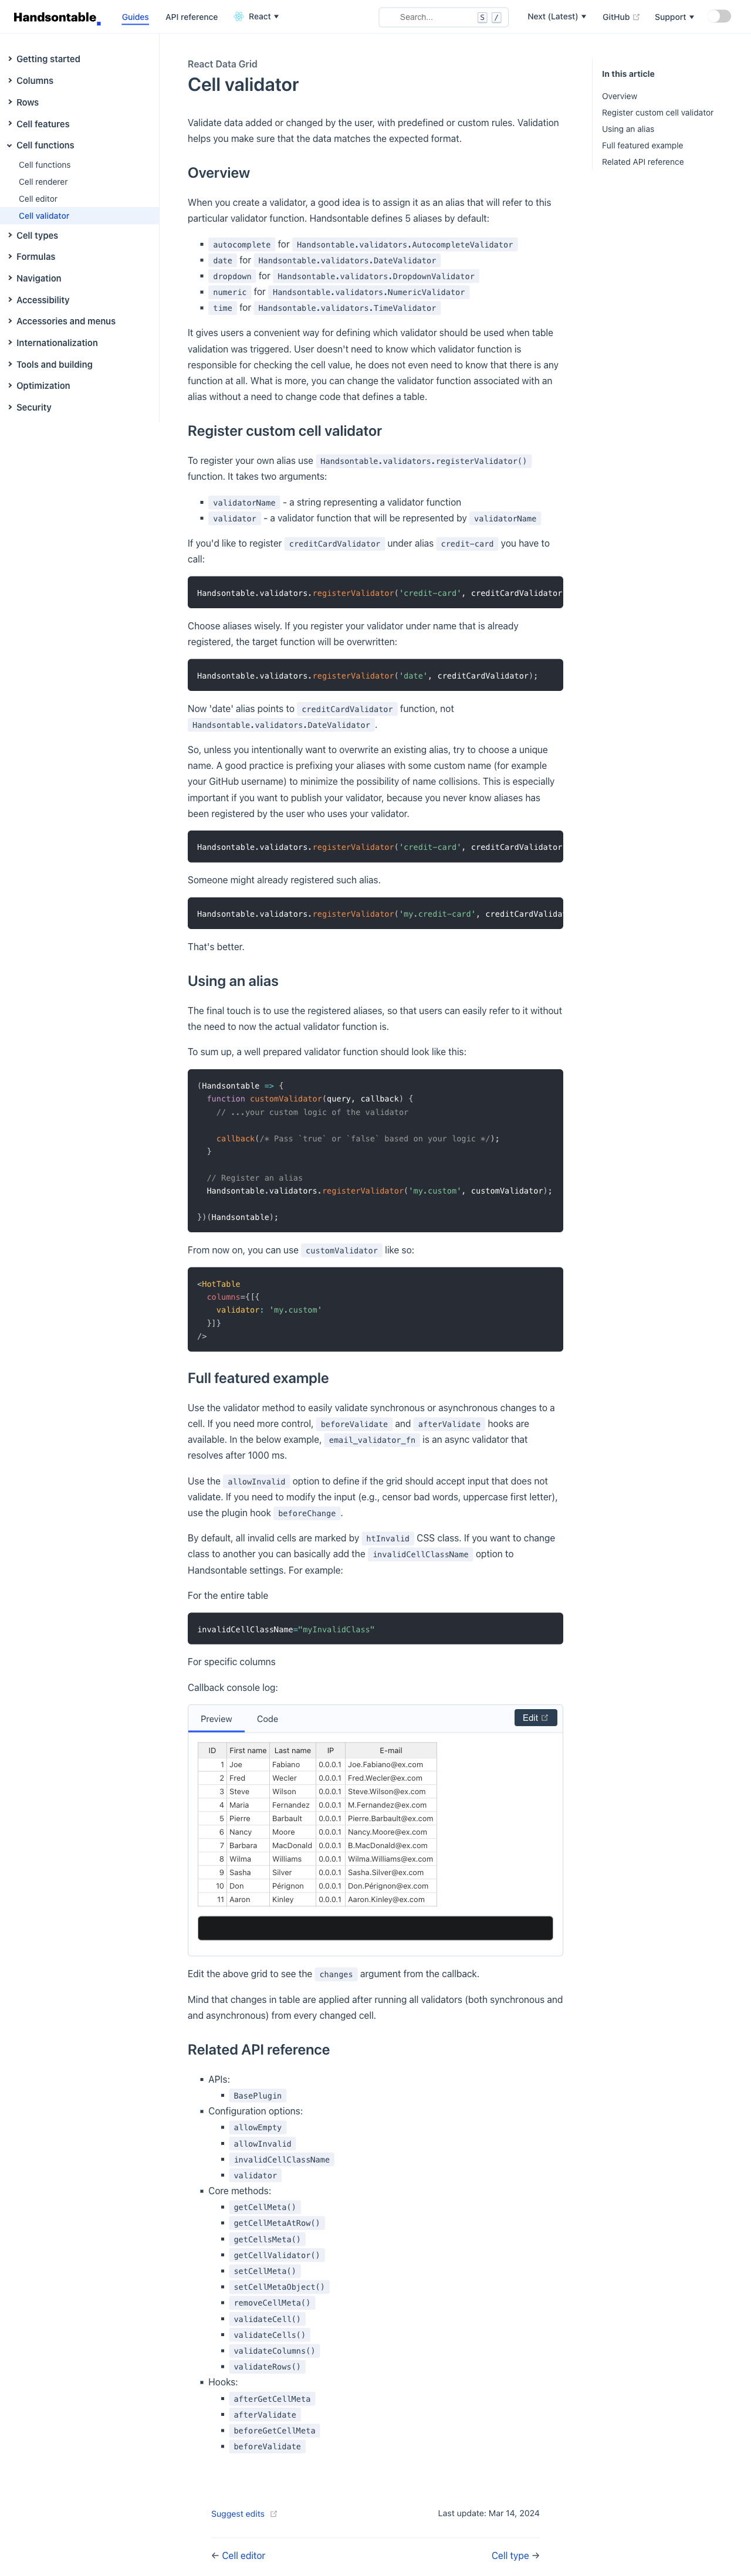 Handsontable
Guides
API reference
React
Search...
S
/
Next (Latest)
GitHub
Support
Getting started
Columns
Rows
Cell features
Cell functions
Cell functions
Cell renderer
Cell editor
Cell validator
Cell types
Formulas
Navigation
Accessibility
Accessories and menus
Internationalization
Tools and building
Optimization
Security
In this article
Overview
Register custom cell validator
Using an alias
Full featured example
Related API reference
React Data Grid
Cell validator
Validate data added or changed by the user, with predefined or custom rules. Validation
helps you make sure that the data matches the expected format.
Overview
When you create a validator, a good idea is to assign it as an alias that will refer to this
particular validator function. Handsontable defines 5 aliases by default:
autocomplete for Handsontable.validators.AutocompleteValidator
date for Handsontable.validators.DateValidator
dropdown for Handsontable.validators.DropdownValidator
numeric for Handsontable.validators.NumericValidator
time for Handsontable.validators.TimeValidator
It gives users a convenient way for defining which validator should be used when table
validation was triggered. User doesn't need to know which validator function is
responsible for checking the cell value, he does not even need to know that there is any
function at all. What is more, you can change the validator function associated with an
alias without a need to change code that defines a table.
Register custom cell validator
To register your own alias use Handsontable.validators.registerValidator()
function. It takes two arguments:
validatorName - a string representing a validator function
validator - a validator function that will be represented by validatorName
If you'd like to register creditCardValidator under alias credit-card you have to
call:
Handsontable.validators.registerValidator('credit-card', creditCardValidator
Choose aliases wisely. If you register your validator under name that is already
registered, the target function will be overwritten:
Handsontable.validators.registerValidator('date', creditCardValidator);
Now 'date' alias points to creditCardValidator function, not
Handsontable.validators.DateValidator.
So, unless you intentionally want to overwrite an existing alias, try to choose a unique
name. A good practice is prefixing your aliases with some custom name (for example
your GitHub username) to minimize the possibility of name collisions. This is especially
important if you want to publish your validator, because you never know aliases has
been registered by the user who uses your validator.
Handsontable.validators.registerValidator('credit-card', creditCardValidator
Someone might already registered such alias.
Handsontable.validators.registerValidator('my.credit-card', creditCardValida
That's better.
Using an alias
The final touch is to use the registered aliases, so that users can easily refer to it without
the need to now the actual validator function is.
To sum up, a well prepared validator function should look like this:
(Handsontable => {
function customValidator(query, callback) {
// ...your custom logic of the validator
callback(/* Pass `true` or `false` based on your logic */);
}
// Register an alias
Handsontable.validators.registerValidator('my.custom', customValidator);
})(Handsontable);
From now on, you can use customValidator like so:
<HotTable
columns={[{
validator: 'my.custom'
}]}
/>
Full featured example
Use the validator method to easily validate synchronous or asynchronous changes to a
cell. If you need more control, beforeValidate and afterValidate hooks are
available. In the below example, email_validator_fn is an async validator that
resolves after 1000 ms.
Use the allowInvalid option to define if the grid should accept input that does not
validate. If you need to modify the input (e.g., censor bad words, uppercase first letter),
use the plugin hook beforeChange.
By default, all invalid cells are marked by htInvalid CSS class. If you want to change
class to another you can basically add the invalidCellClassName option to
Handsontable settings. For example:
For the entire table
invalidCellClassName="myInvalidClass"
For specific columns
Callback console log:
Preview
Code
Edit
ID First name Last name IP E-mail
1 Joe Fabiano 0.0.0.1 Joe.Fabiano@ex.com
2 Fred Wecler 0.0.0.1 Fred.Wecler@ex.com
3 Steve Wilson 0.0.0.1 Steve.Wilson@ex.com
4 Maria Fernandez 0.0.0.1 M.Fernandez@ex.com
5 Pierre Barbault 0.0.0.1 Pierre.Barbault@ex.com
6 Nancy Moore 0.0.0.1 Nancy.Moore@ex.com
7 Barbara MacDonald 0.0.0.1 B.MacDonald@ex.com
8 Wilma Williams 0.0.0.1 Wilma.Williams@ex.com
9 Sasha Silver 0.0.0.1 Sasha.Silver@ex.com
10 Don Pérignon 0.0.0.1 Don.Pérignon@ex.com
11 Aaron Kinley 0.0.0.1 Aaron.Kinley@ex.com
Edit the above grid to see the changes argument from the callback.
Mind that changes in table are applied after running all validators (both synchronous and
and asynchronous) from every changed cell.
Related API reference
APIs:
BasePlugin
Configuration options:
allowEmpty
allowInvalid
invalidCellClassName
validator
Core methods:
getCellMeta()
getCellMetaAtRow()
getCellsMeta()
getCellValidator()
setCellMeta()
setCellMetaObject()
removeCellMeta()
validateCell()
validateCells()
validateColumns()
validateRows()
Hooks:
afterGetCellMeta
afterValidate
beforeGetCellMeta
beforeValidate
Suggest edits
Last update: Mar 14, 2024
← Cell editor
Cell type →